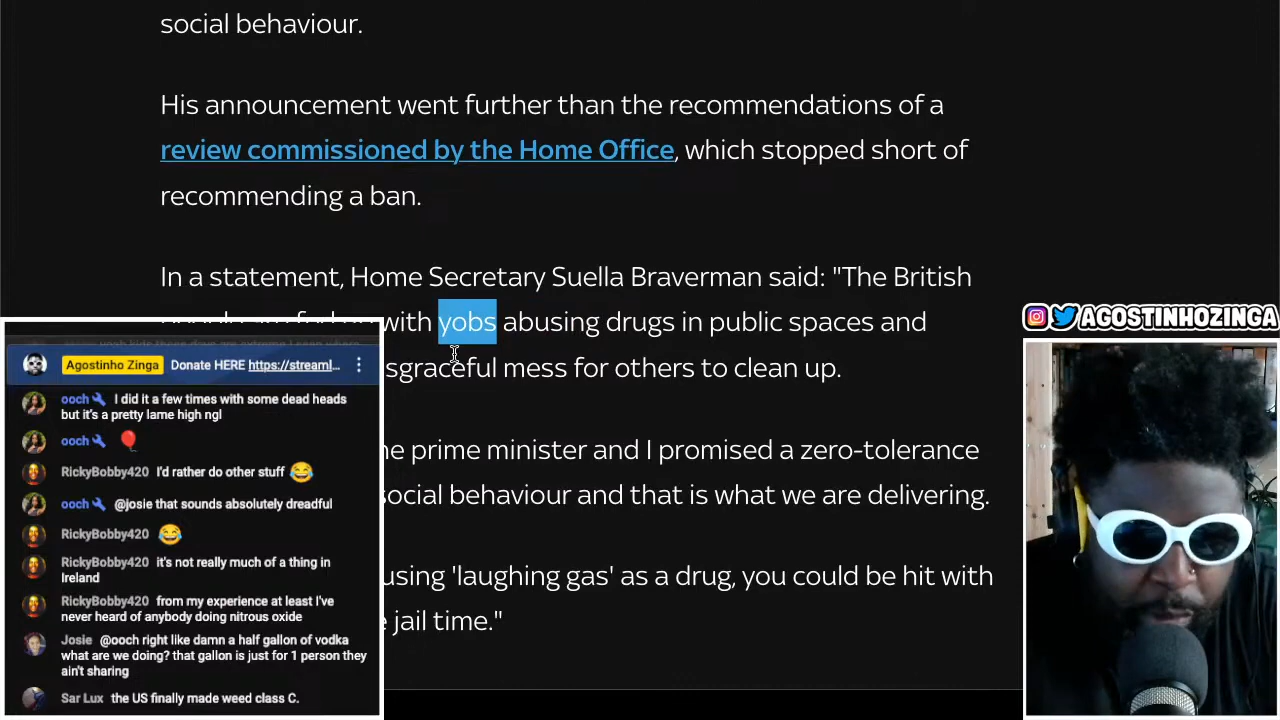 social behaviour.
His announcement went further than the recommendations of a
review commissioned by the Home Office, which stopped short of
recommending a ban.
In a statement, Home Secretary Suella Braverman said: "The British
with yobs abusing drugs in public spaces and
sgraceful mess for others to clean up.
he prime minister and I promised a zero-tolerance
social behaviour and that is what we are delivering.
using 'laughing gas' as a drug, you could be hit with
jail time."
Agostinho Zinga Donate HERE https://streaml...
ooch I did it a few times with some dead heads
but it's a pretty lame high ngl
ooch
RickyBobby420 I'd rather do other stuff
ooch @josie that sounds absolutely dreadful
RickyBobby420
RickyBobby420 it's not really much of a thing in
Ireland
RickyBobby420 from my experience at least I've
never heard of anybody doing nitrous oxide
Josie @ooch right like damn a half gallon of vodka
what are we doing? that gallon is just for 1 person they
ain't sharing
Sar Lux the US finally made weed class C.
AGOSTINHOZINGA